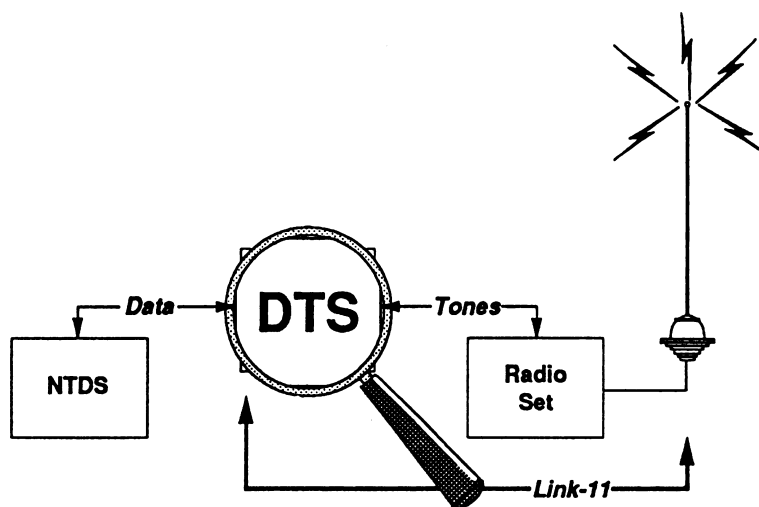 Data
DTS
Tones
NTDS
Radio
Set
Link-11